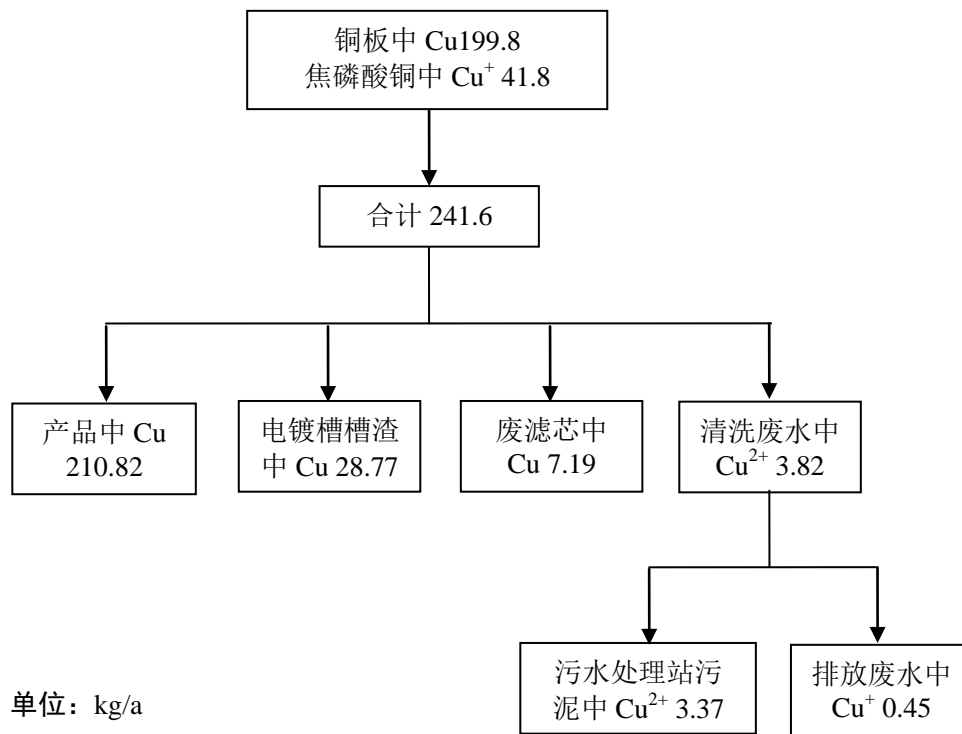 铜板中 Cu199.8
焦磷酸铜中 Cu⁺ 41.8
合计 241.6
产品中 Cu
210.82
电镀槽槽渣
中 Cu 28.77
废滤芯中
Cu 7.19
清洗废水中
Cu²⁺ 3.82
污水处理站污
泥中 Cu²⁺ 3.37
排放废水中
Cu⁺ 0.45
单位：kg/a